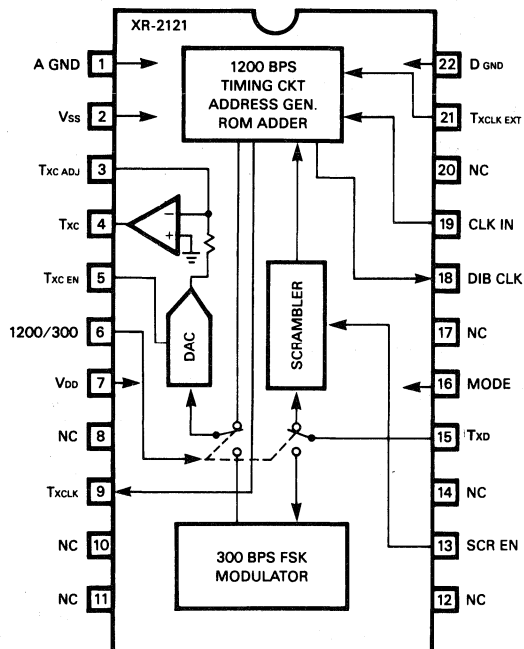 XR-2121
A GND 1
VSS 2
TXC ADJ 3
TXC 4
TXC EN 5
1200/300 6
VDD 7
NC 8
TXCLK 9
NC 10
NC 11
22 D GND
21 TXCLK EXT
20 NC
19 CLK IN
18 DIB CLK
17 NC
16 MODE
15 TXD
14 NC
13 SCR EN
12 NC
1200 BPS
TIMING CKT
ADDRESS GEN.
ROM ADDER
-
+
DAC
SCRAMBLER
300 BPS FSK
MODULATOR